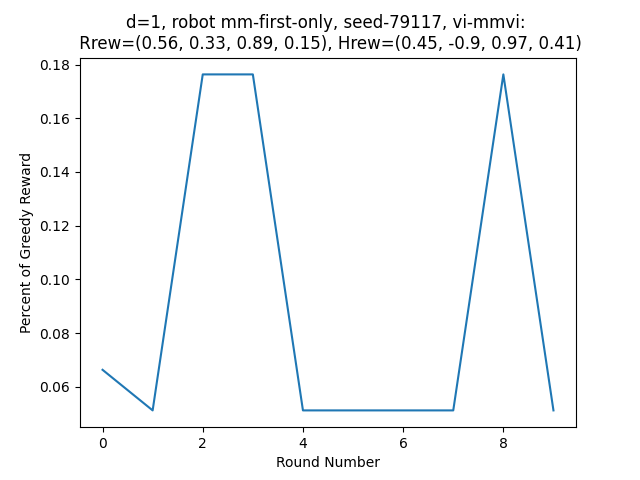 d=1, robot mm-first-only, seed-79117, vi-mmvi:
Rrew=(0.56, 0.33, 0.89, 0.15), Hrew=(0.45, -0.9, 0.97, 0.41)
0.18
0.16
0.14
0.12
0.10
0.08
0.06
Percent of Greedy Reward
0 2 4 6 8
Round Number